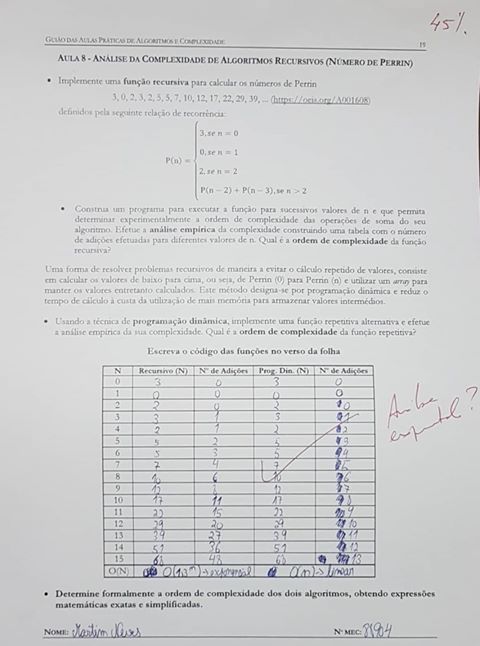 45%
GUIÃO DAS AULAS PRÁTICAS DE ALGORITMOS E COMPLEXIDADE 19
AULA 8 - ANÁLISE DA COMPLEXIDADE DE ALGORITMOS RECURSIVOS (NÚMERO DE PERRIN)
• Implemente uma função recursiva para calcular os números de Perrin
3, 0, 2, 3, 2, 5, 5, 7, 10, 12, 17, 22, 29, 39, ... (https://oeis.org/A001608)
definidos pela seguinte relação de recorrência:
3, se n = 0
0, se n = 1
P(n) =
2, se n = 2
P(n − 2) + P(n − 3), se n > 2
• Construa um programa para executar a função para sucessivos valores de n e que permita
determinar experimentalmente a ordem de complexidade das operações de soma do seu
algoritmo. Efetue a análise empírica da complexidade construindo uma tabela com o número
de adições efetuadas para diferentes valores de n. Qual é a ordem de complexidade da função
recursiva?
Uma forma de resolver problemas recursivos de maneira a evitar o cálculo repetido de valores, consiste
em calcular os valores de baixo para cima, ou seja, de Perrin (0) para Perrin (n) e utilizar um array para
manter os valores entretanto calculados. Este método designa-se por programação dinâmica e reduz o
tempo de cálculo à custa da utilização de mais memória para armazenar valores intermédios.
• Usando a técnica de programação dinâmica, implemente uma função repetitiva alternativa e efetue
a análise empírica da sua complexidade. Qual é a ordem de complexidade da função repetitiva?
Escreva o código das funções no verso da folha
N Recursivo (N) Nº de Adições Prog. Din. (N) Nº de Adições
0 3 0 3 0
1 0 0 0 0
2 2 0 2 0
3 3 1 3 1
4 2 1 2 2
5 5 2 5 3
6 5 3 5 4
7 7 4 7 5
8 10 6 10 6
9 12 12 7
10 17 11 17 8
11 22 15 22 9
12 29 20 29 10
13 39 27 39 11
14 51 36 51 12
15 68 48 68 13
O(N) → exponencial O(n) → linear
• Determine formalmente a ordem de complexidade dos dois algoritmos, obtendo expressões
matemáticas exatas e simplificadas.
NOME: Martim Neves Nº MEC: 81904